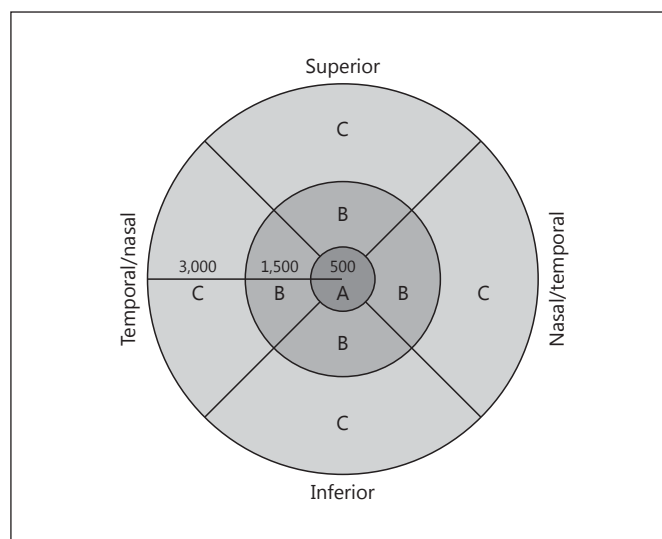 Superior
C
B
Temporal/nasal
3,000 1,500 500
C B A B C
Nasal/temporal
B
C
Inferior